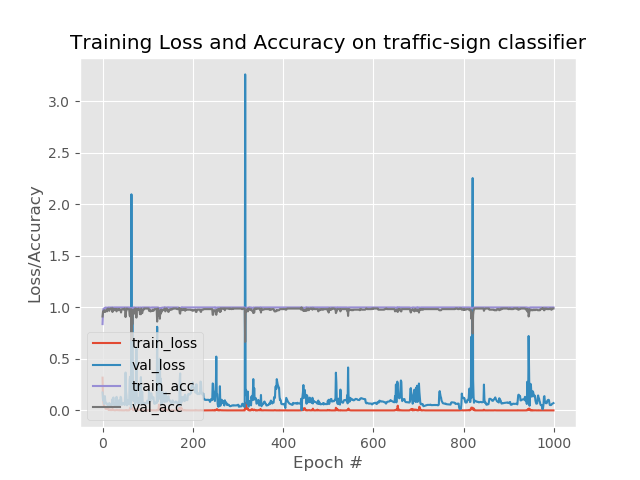 Training Loss and Accuracy on traffic-sign classifier
3.0
2.5
2.0
1.5
1.0
0.5
0.0
Loss/Accuracy
train_loss
val_loss
train_acc
val_acc
0 200 400 600 800 1000
Epoch #